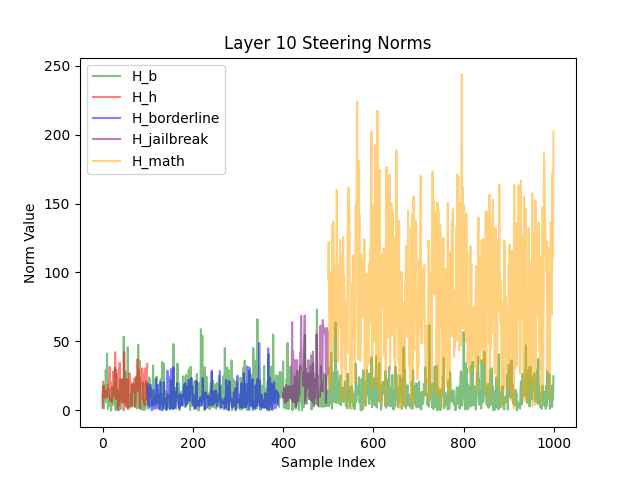 Layer 10 Steering Norms
250
200
150
100
50
0
Norm Value
H_b
H_h
H_borderline
H_jailbreak
H_math
0
200
400
600
800
1000
Sample Index